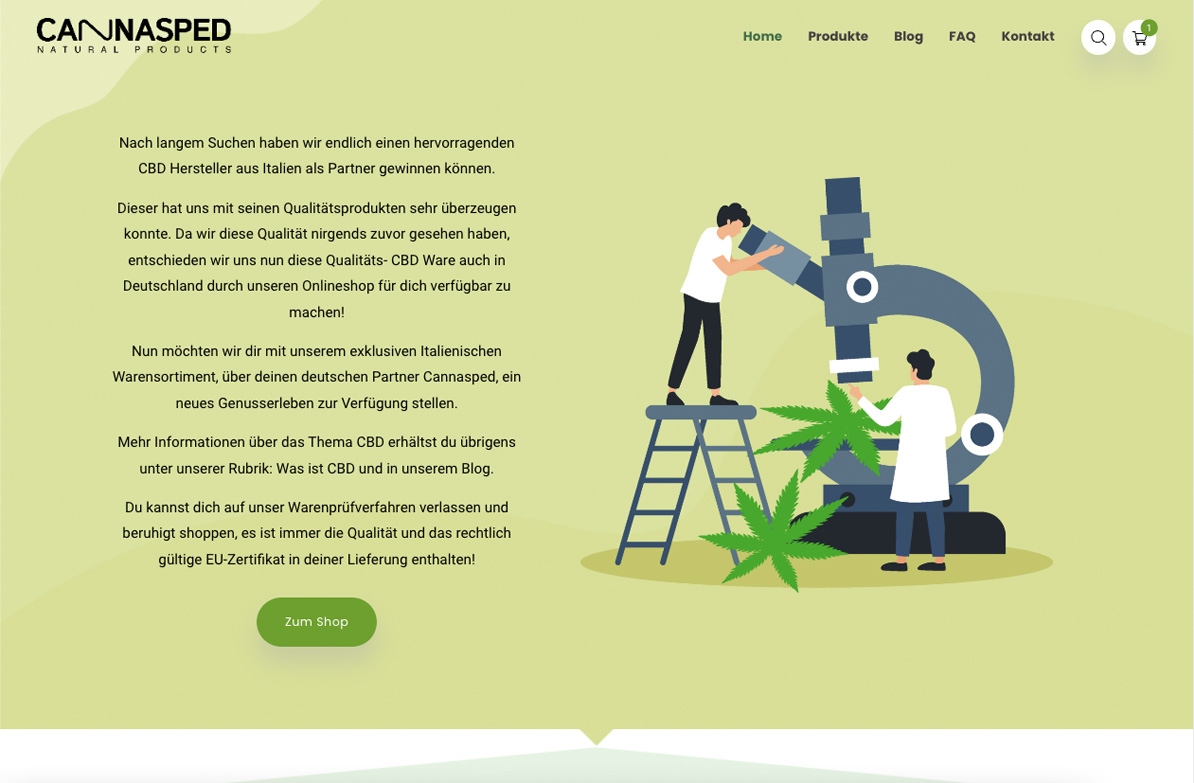 CANNASPED
NATURAL PRODUCTS
Home
Produkte
Blog
FAQ
Kontakt
1
Nach langem Suchen haben wir endlich einen hervorragenden
CBD Hersteller aus Italien als Partner gewinnen können.
Dieser hat uns mit seinen Qualitätsprodukten sehr überzeugen
konnte. Da wir diese Qualität nirgends zuvor gesehen haben,
entschieden wir uns nun diese Qualitäts- CBD Ware auch in
Deutschland durch unseren Onlineshop für dich verfügbar zu
machen!
Nun möchten wir dir mit unserem exklusiven Italienischen
Warensortiment, über deinen deutschen Partner Cannasped, ein
neues Genusserleben zur Verfügung stellen.
Mehr Informationen über das Thema CBD erhältst du übrigens
unter unserer Rubrik: Was ist CBD und in unserem Blog.
Du kannst dich auf unser Warenprüfverfahren verlassen und
beruhigt shoppen, es ist immer die Qualität und das rechtlich
gültige EU-Zertifikat in deiner Lieferung enthalten!
Zum Shop